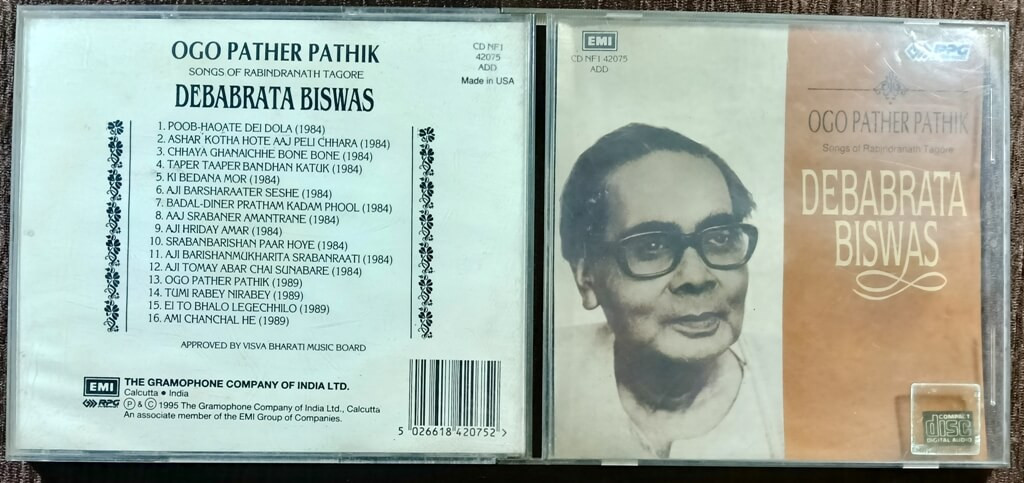 OGO PATHER PATHIK
SONGS OF RABINDRANATH TAGORE
DEBABRATA BISWAS
CD NF1
42075
ADD
Made in USA
1. POOB-HAOATE DEI DOLA (1984)
2. ASHAR KOTHA HOTE AAJ PELI CHHARA (1984)
3. CHHAYA GHANAICHHE BONE BONE (1984)
4. TAPER TAAPER BANDHAN KATUK (1984)
5. KI BEDANA MOR (1984)
6. AJI BARSHARAATER SESHE (1984)
7. BADAL-DINER PRATHAM KADAM PHOOL (1984)
8. AAJ SRABANER AMANTRANE (1984)
9. AJI HRIDAY AMAR (1984)
10. SRABANBARISHAN PAAR HOYE (1984)
11. AJI BARISHANMUKHARITA SRABANRAATI (1984)
12. AJI TOMAY ABAR CHAI SUNABARE (1984)
13. OGO PATHER PATHIK (1989)
14. TUMI RABEY NIRABEY (1989)
15. EI TO BHALO LEGECHHILO (1989)
16. AMI CHANCHAL HE (1989)
APPROVED BY VISVA BHARATI MUSIC BOARD
EMI THE GRAMOPHONE COMPANY OF INDIA LTD.
Calcutta • India
RPG Ⓟ & © 1995 The Gramophone Company of India Ltd., Calcutta
An associate member of the EMI Group of Companies.
5 026618 420752 >
EMI
CD NF1 42075
ADD
RPG
OGO PATHER PATHIK
Songs of Rabindranath Tagore
DEBABRATA
BISWAS
COMPACT
disc
DIGITAL AUDIO